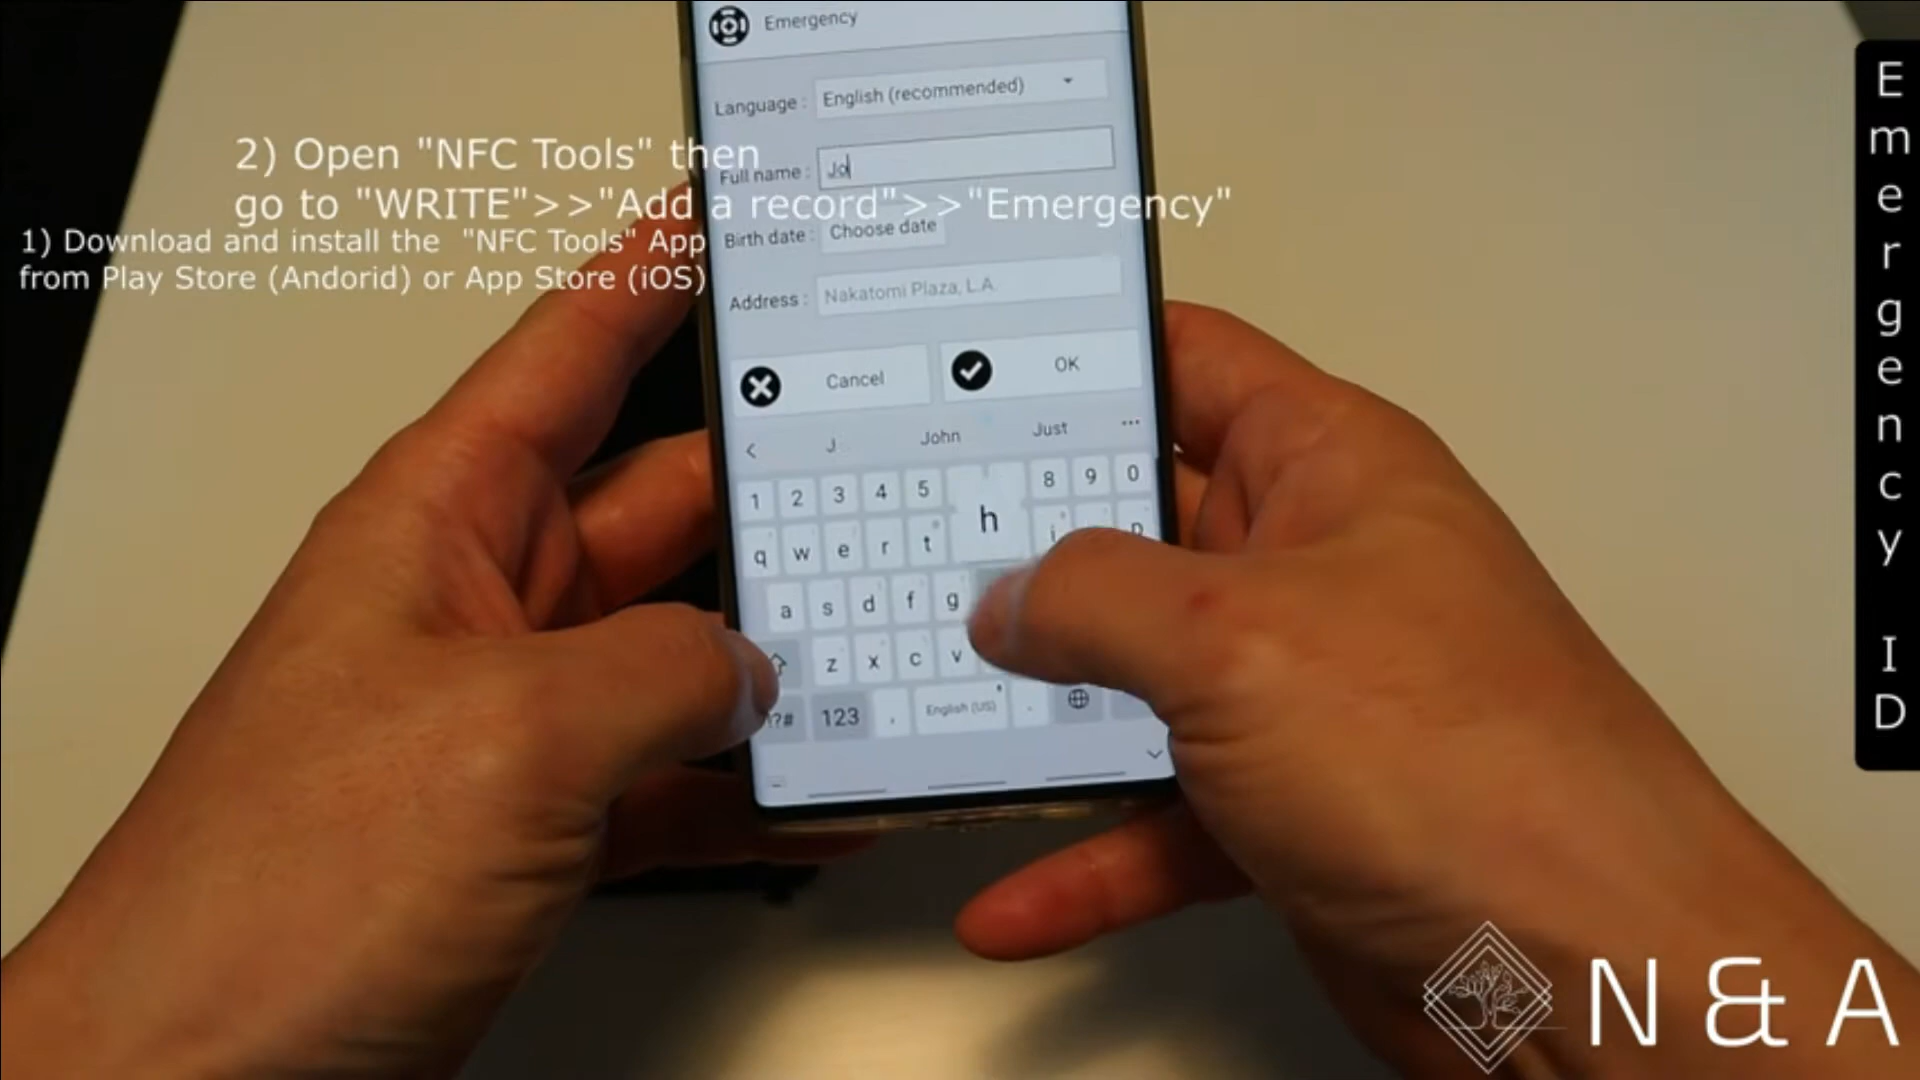 Emergency
Language : English (recommended)
2) Open "NFC Tools" then
Full name : Jo
go to "WRITE">>"Add a record">>"Emergency"
1) Download and install the "NFC Tools" App
Birth date : Choose date
from Play Store (Andorid) or App Store (iOS)
Address : Nakatomi Plaza, L.A.
Cancel OK
< J John Just ...
1 2 3 4 5 8 9 0
h
q w e r t i p
a s d f g
z x c v
!?# 123 , English (US) .
Emergency ID
N & A